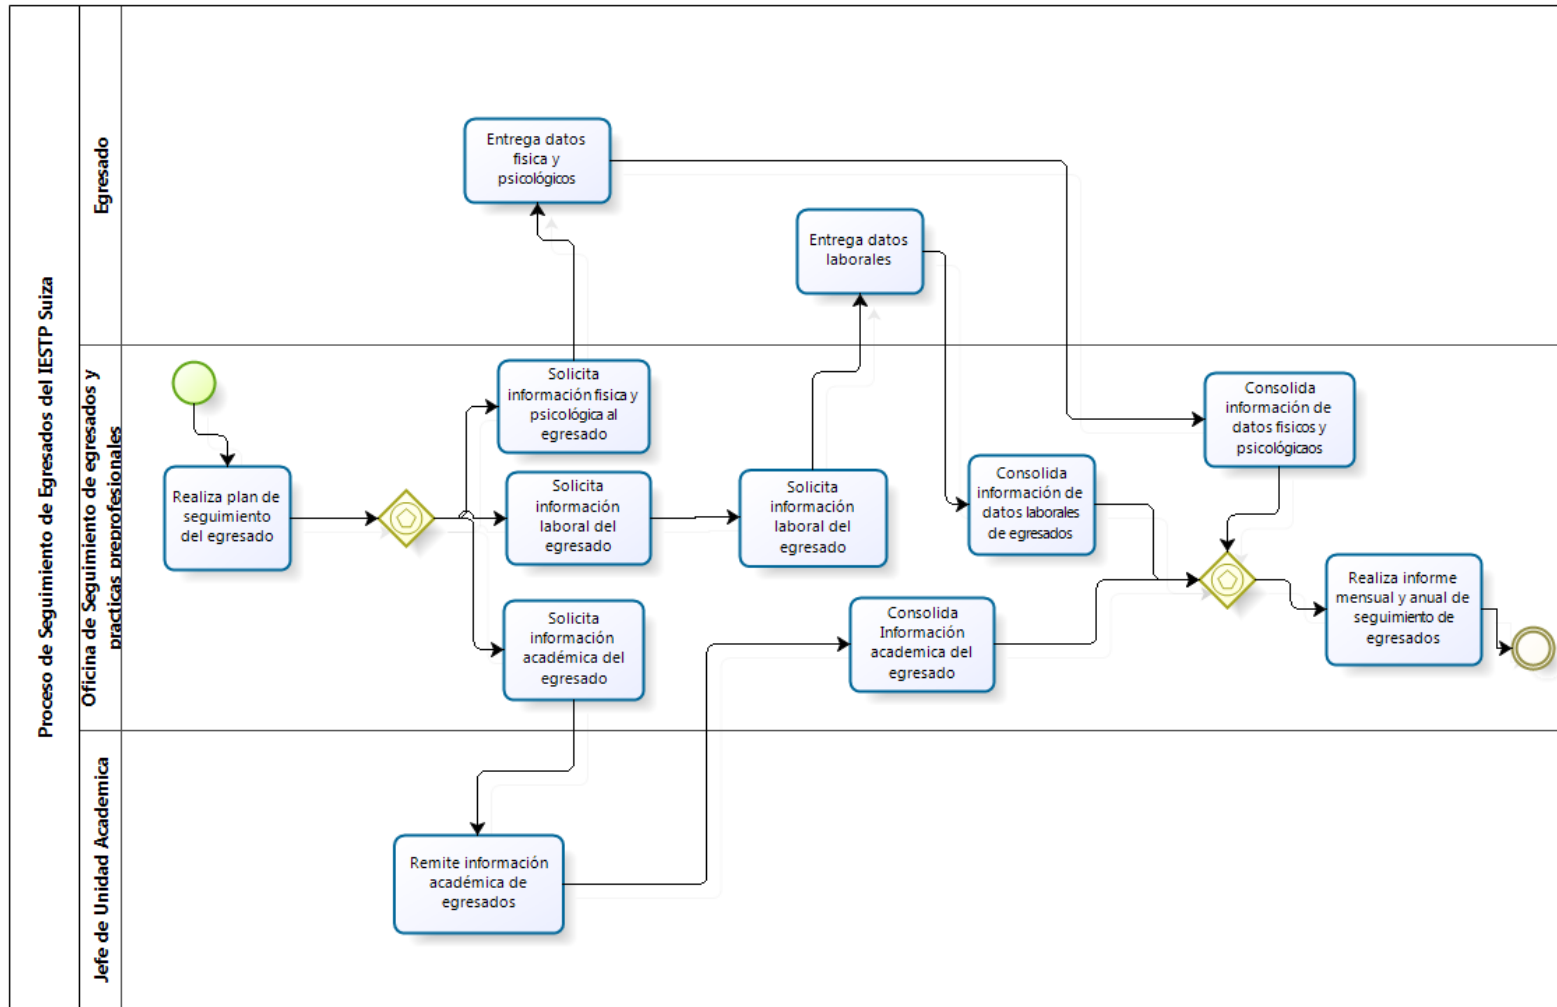 Proceso de Seguimiento de Egresados del IESTP Suiza
Egresado
Entrega datos
fisica y
psicológicos
Entrega datos
laborales
Oficina de Seguimiento de egresados y
practicas preprofesionales
Realiza plan de
seguimiento
del egresado
Solicita
información fisica y
psicológica al
egresado
Solicita
información
laboral del
egresado
Solicita
información
académica del
egresado
Solicita
información
laboral del
egresado
Consolida
Información
academica del
egresado
Consolida
información de
datos laborales
de egresados
Consolida
información de
datos fisicos y
psicológicaos
Realiza informe
mensual y anual de
seguimiento de
egresados
Jefe de Unidad Academica
Remite información
académica de
egresados